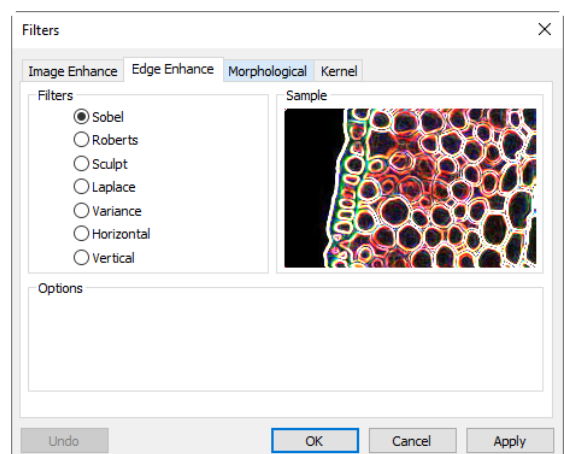 Filters
Image Enhance Edge Enhance Morphological Kernel
Filters
Sobel
Roberts
Sculpt
Laplace
Variance
Horizontal
Vertical
Sample
Options
Undo OK Cancel Apply